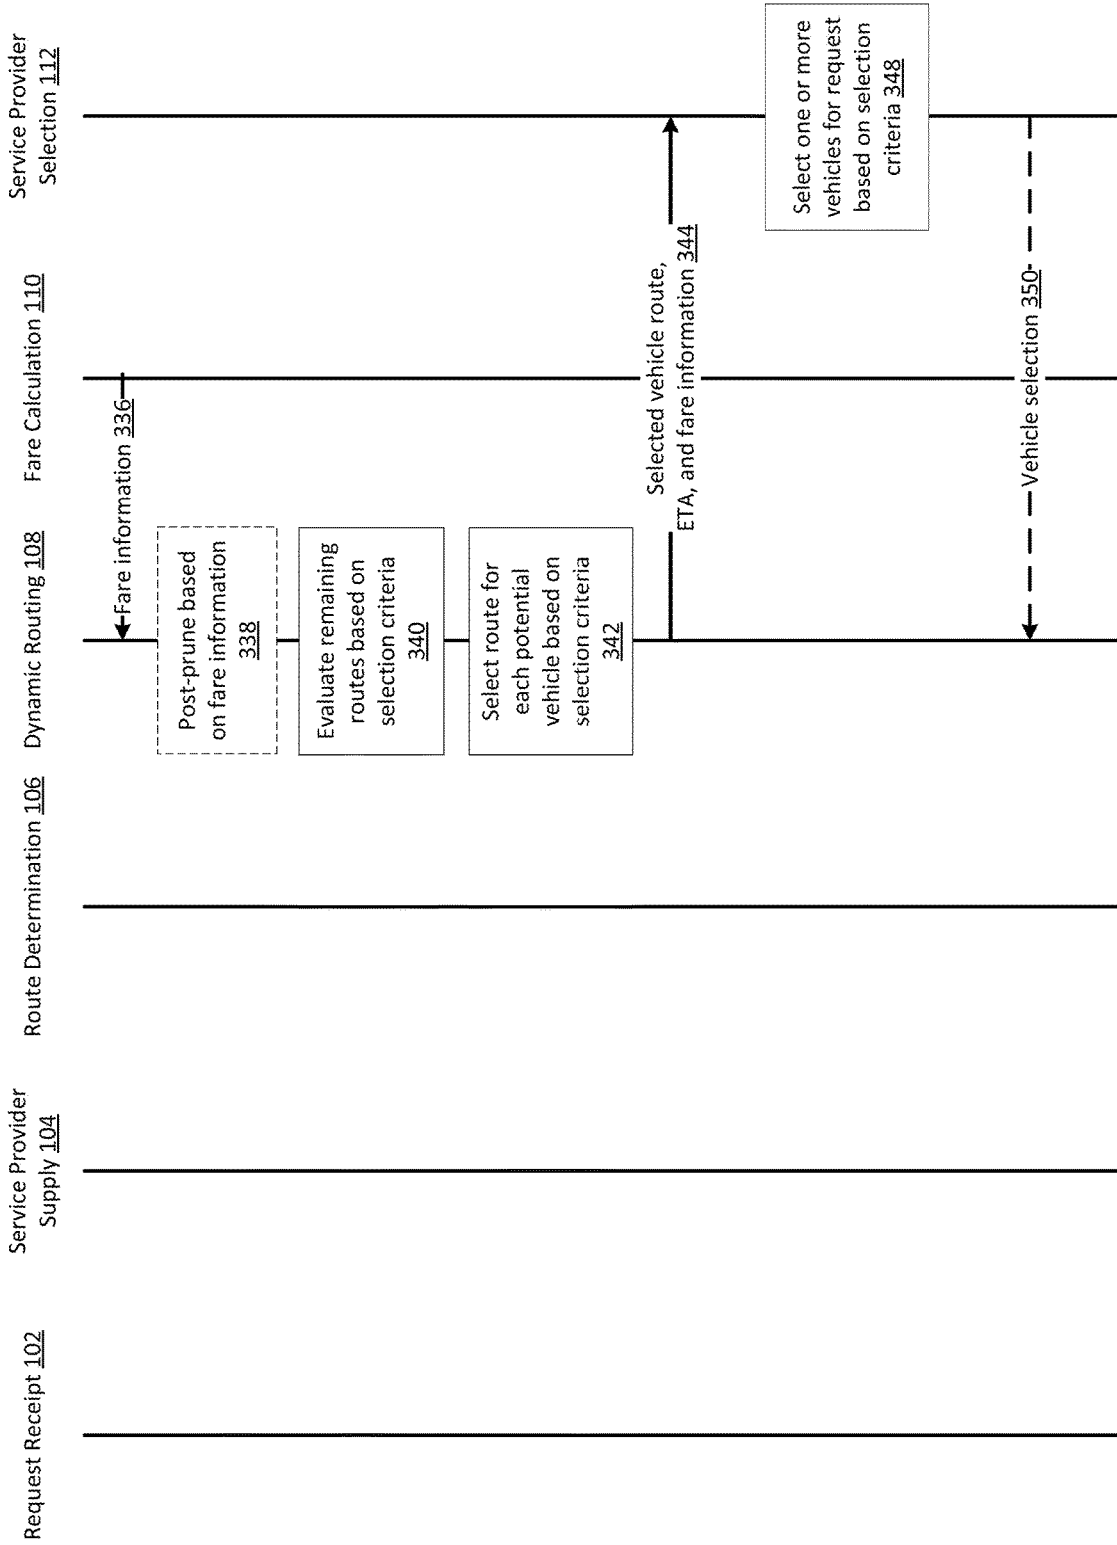 Request Receipt 102
Service Provider
Supply 104
Route Determination 106
Dynamic Routing 108
Fare Calculation 110
Service Provider
Selection 112
Fare information 336
Post-prune based
on fare information
338
Evaluate remaining
routes based on
selection criteria
340
Select route for
each potential
vehicle based on
selection criteria
342
Selected vehicle route,
ETA, and fare information 344
Select one or more
vehicles for request
based on selection
criteria 348
Vehicle selection 350